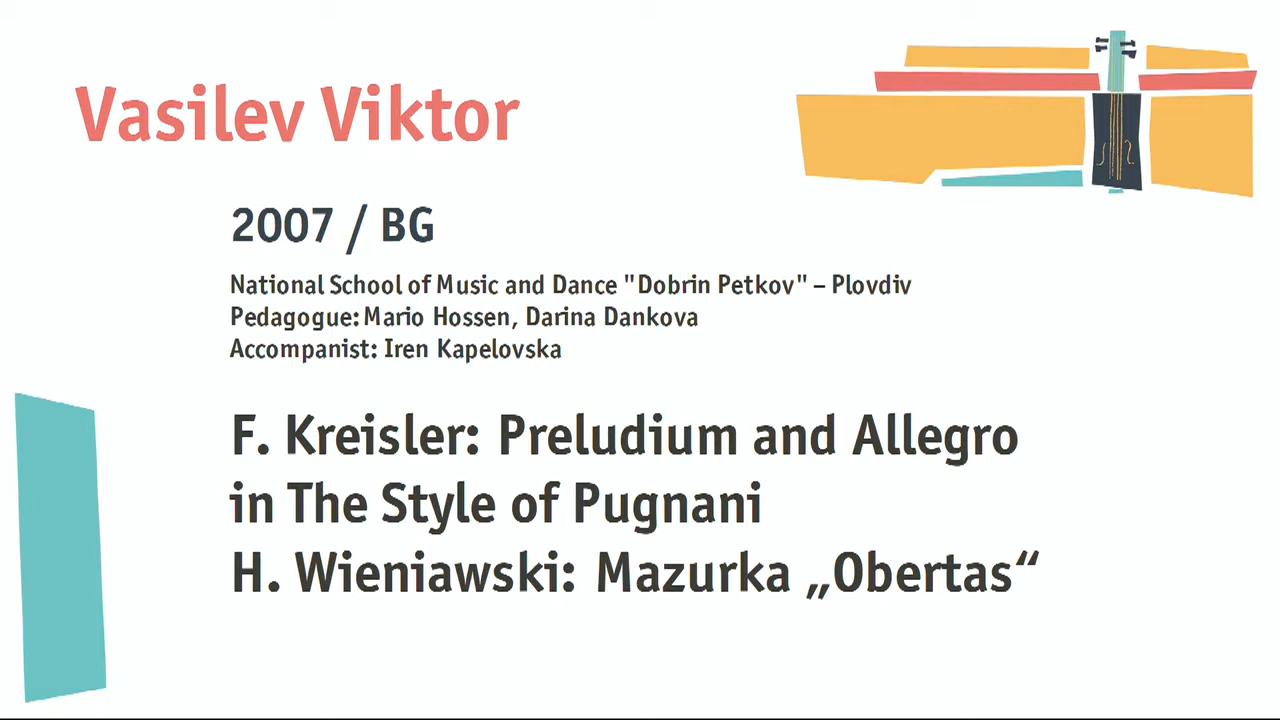 Vasilev Viktor
2007 / BG
National School of Music and Dance "Dobrin Petkov" – Plovdiv
Pedagogue: Mario Hossen, Darina Dankova
Accompanist: Iren Kapelovska
F. Kreisler: Preludium and Allegro
in The Style of Pugnani
H. Wieniawski: Mazurka „Obertas“